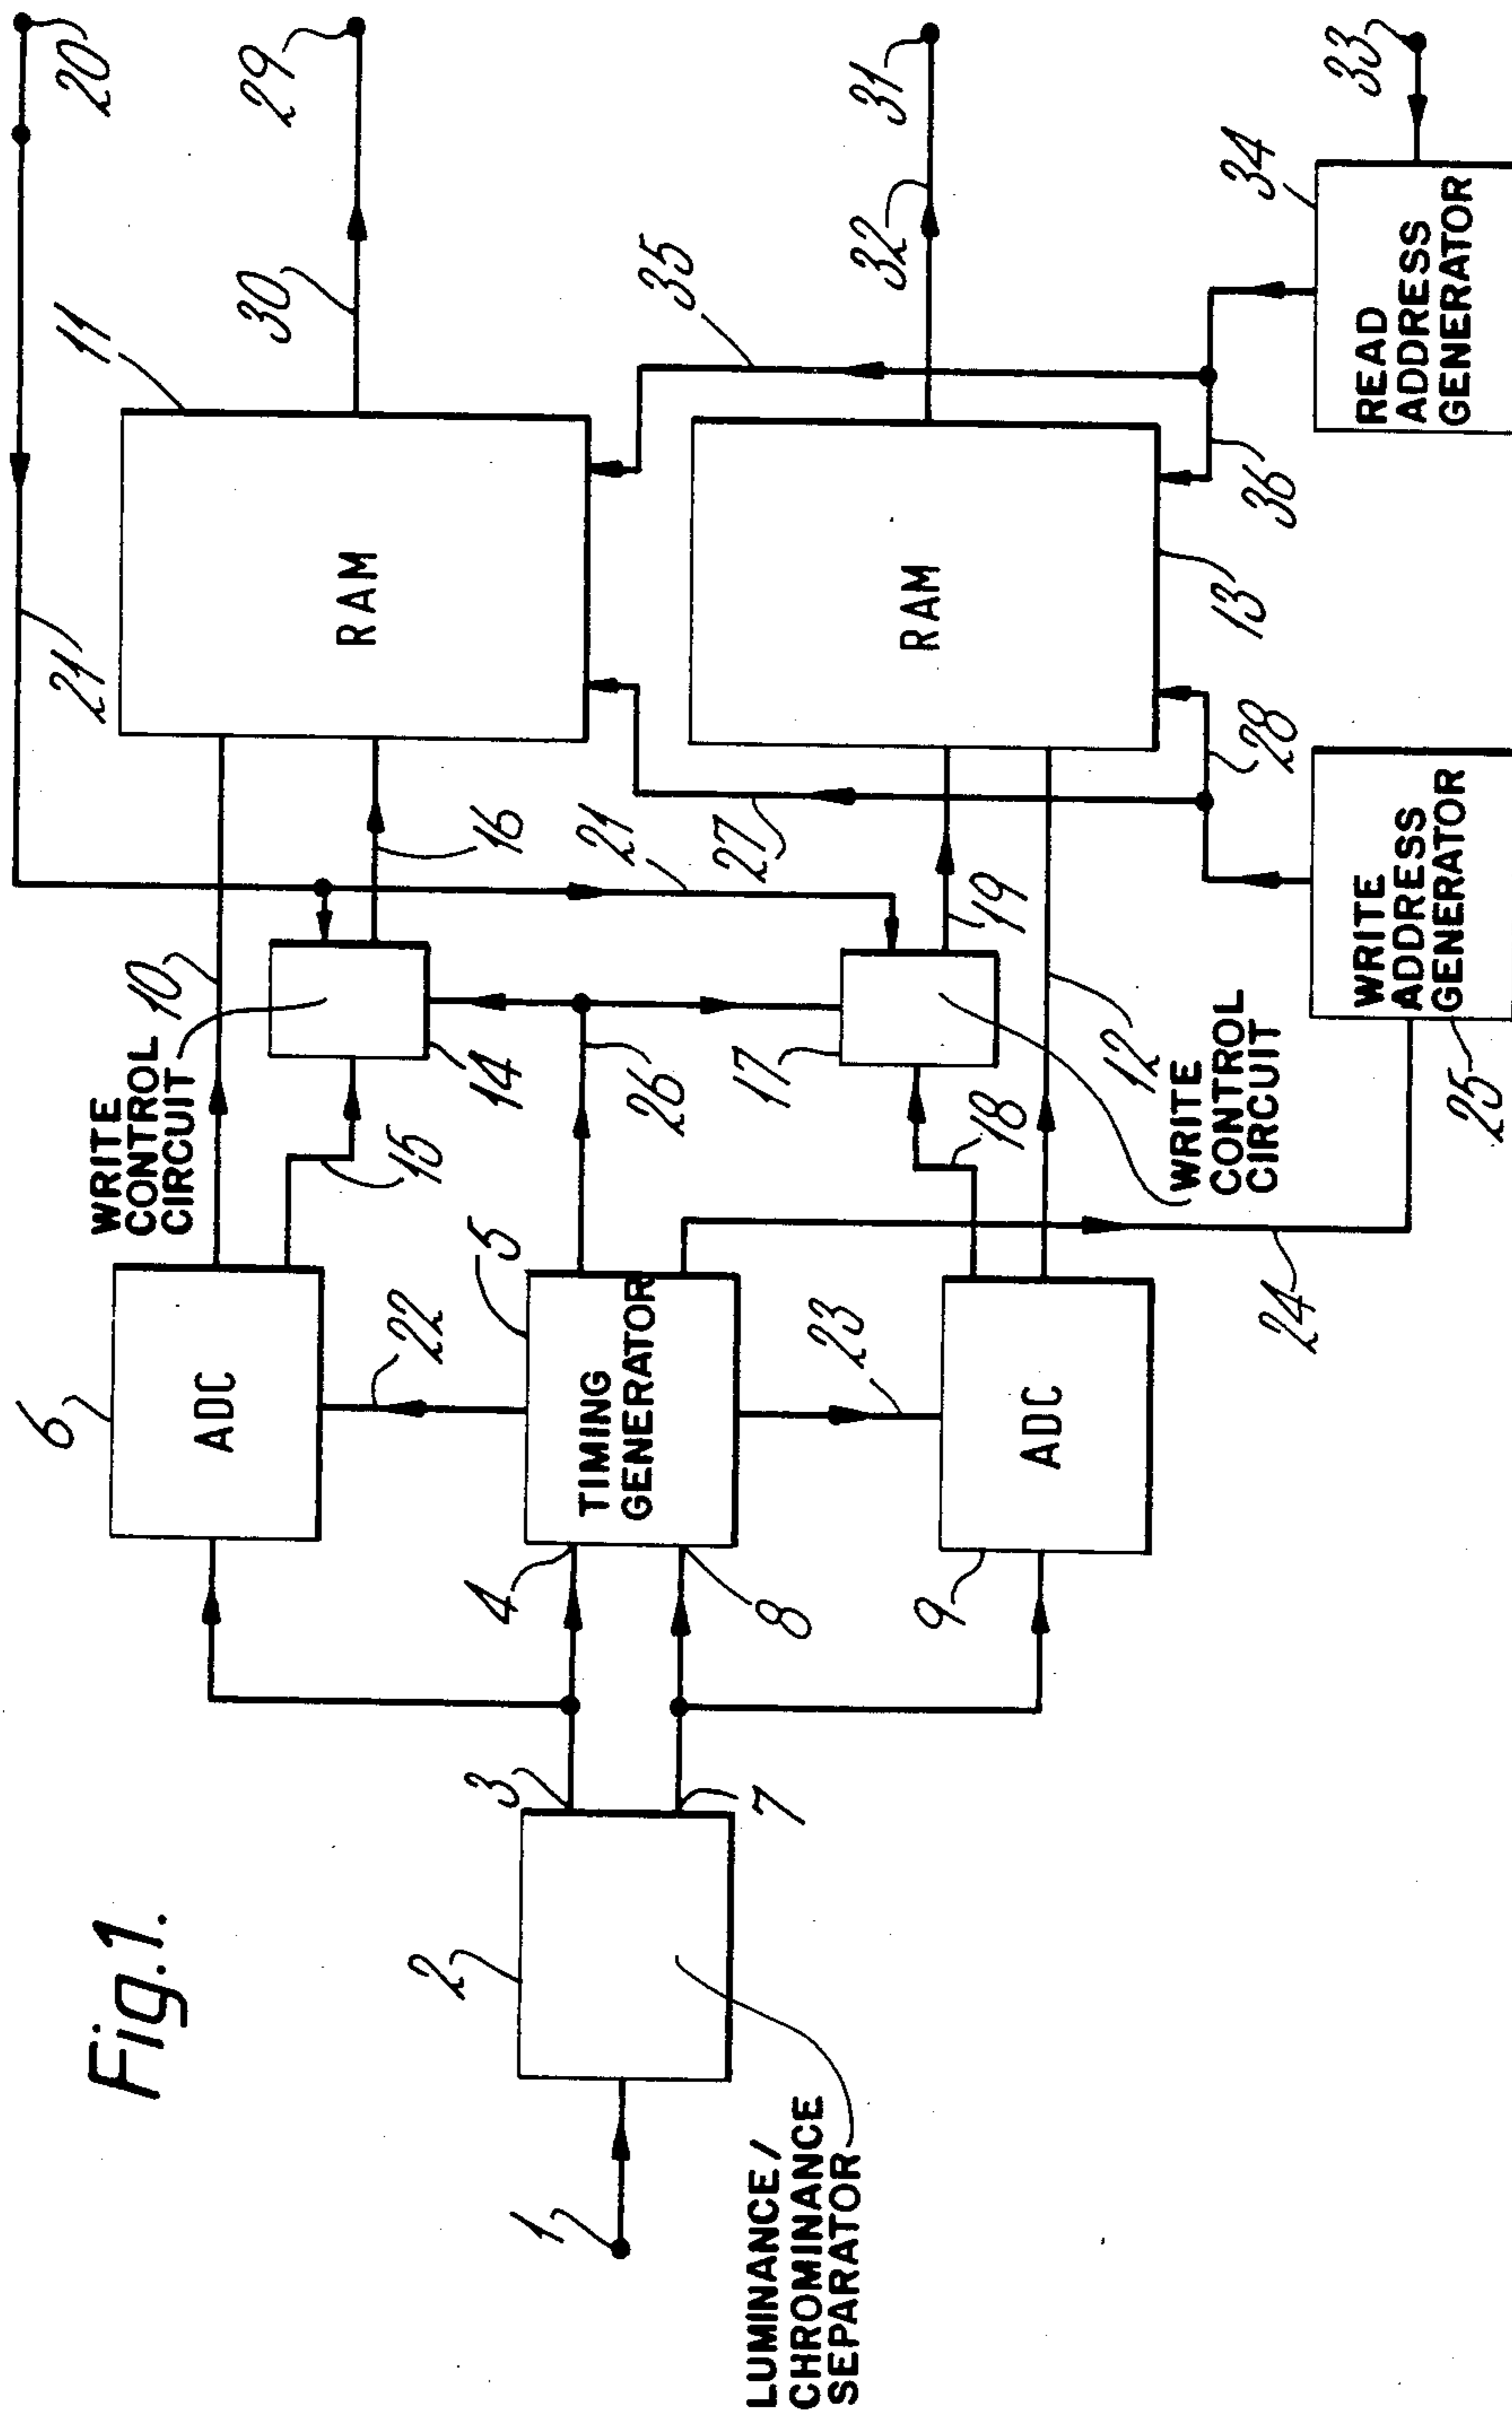 Fig.1.
20
29
11
30
21
RAM
35
31
32
33
34
READ
ADDRESS
GENERATOR
36
13
RAM
28
27
21
16
10
WRITE
CONTROL
CIRCUIT
14
15
26
17
18
19
12
WRITE
CONTROL
CIRCUIT
WRITE
ADDRESS
GENERATOR
25
24
5
6
ADC
22
TIMING
GENERATOR
23
ADC
9
4
8
3
7
2
1
LUMINANCE/
CHROMINANCE
SEPARATOR